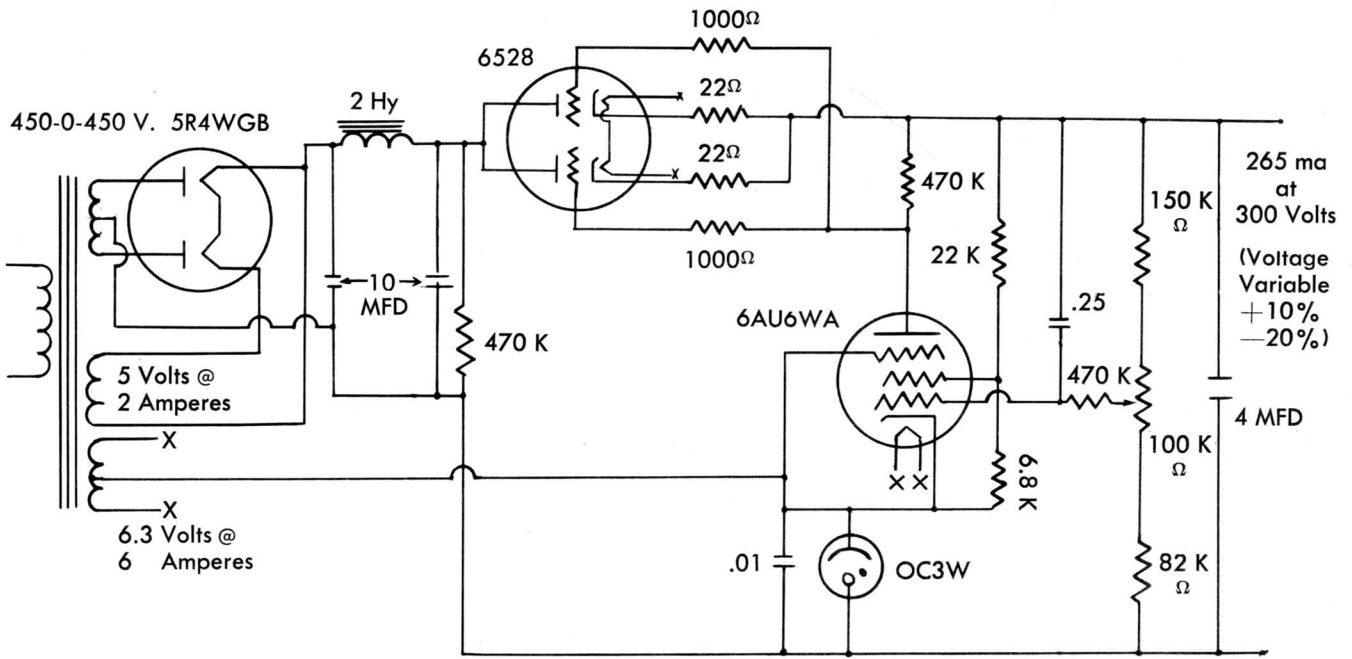 1000Ω
6528
22Ω
2 Hy
450-0-450 V. 5R4WGB
x
22Ω
x
470 K
265 ma
at
300 Volts
(Voltage
Variable
+10%
—20%)
150 K
Ω
1000Ω
22 K
10
MFD
.25
6AU6WA
470 K
470 K
5 Volts @
2 Amperes
4 MFD
X
100 K
Ω
X X
6.8 K
X
6.3 Volts @
6 Amperes
.01
OC3W
82 K
Ω